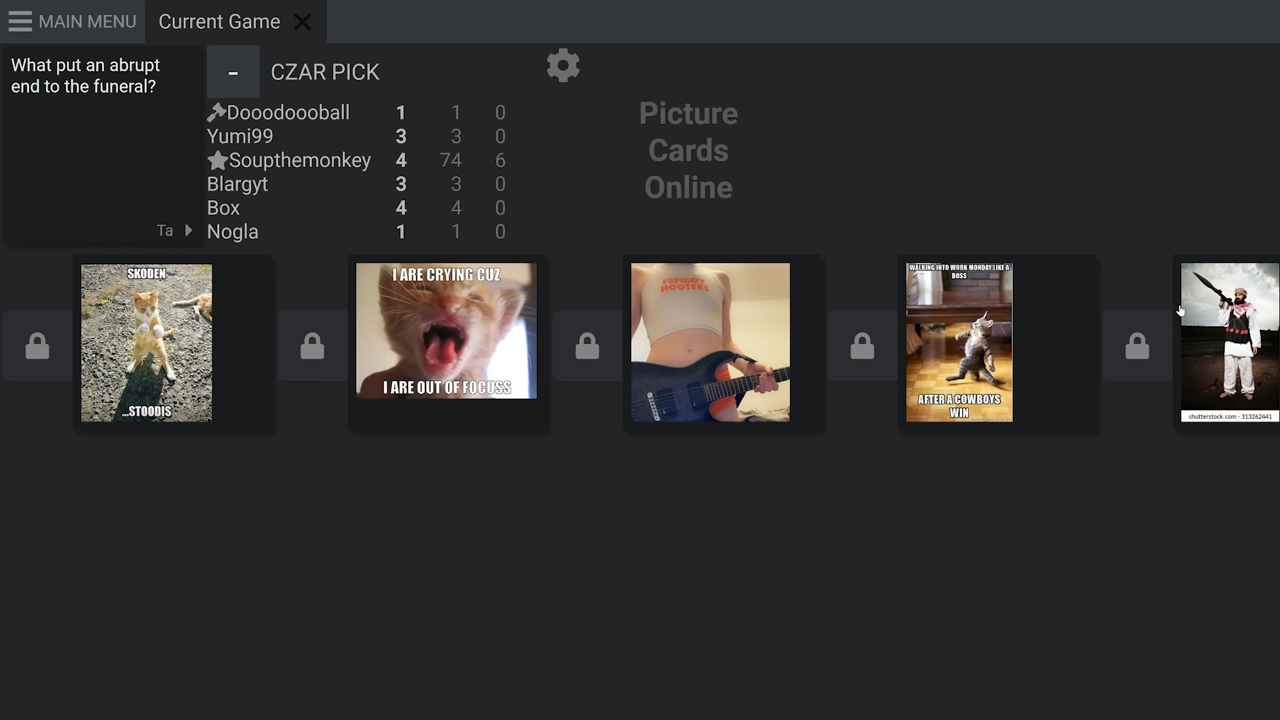 MAIN MENU
Current Game
What put an abrupt
end to the funeral?
Ta
-
CZAR PICK
Dooodoooball 1 1 0
Yumi99 3 3 0
Soupthemonkey 4 74 6
Blargyt 3 3 0
Box 4 4 0
Nogla 1 1 0
Picture
Cards
Online
SKODEN
...STOODIS
I ARE CRYING CUZ
I ARE OUT OF FOCUSS
FEMBOY
HOOTERS
WALKING INTO WORK MONDAY LIKE A
BOSS
AFTER A COWBOYS
WIN
shutterstock.com · 313262441